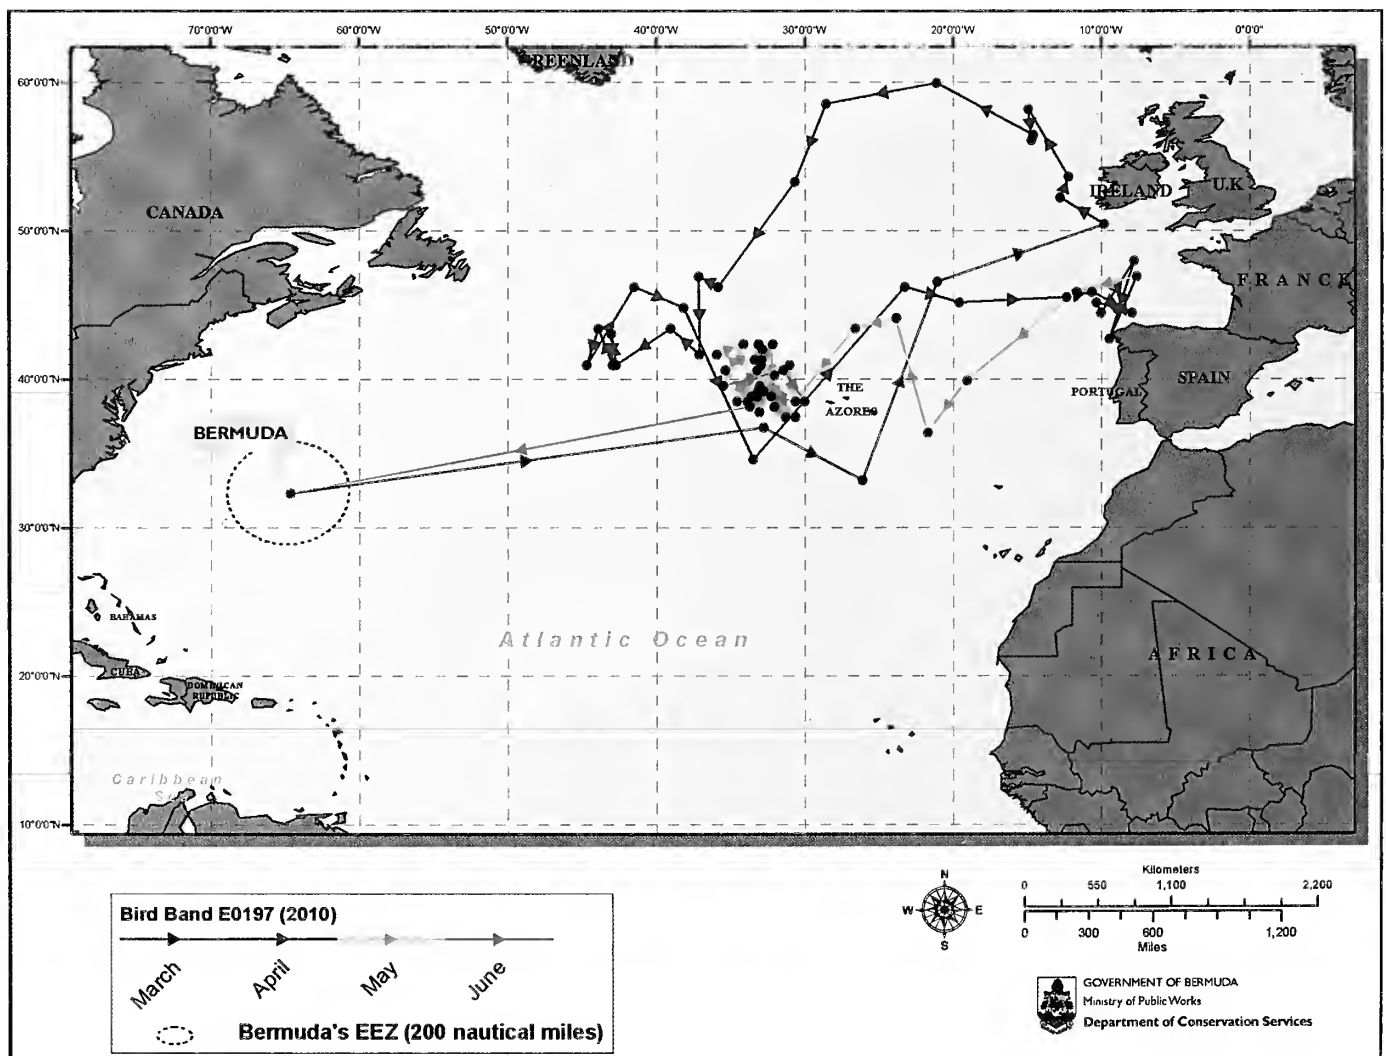 70°0'0"W 60°0'0"W 50°0'0"W 40°0'0"W 30°0'0"W 20°0'0"W 10°0'0"W 0°0'0"
REENLAND
60°0'0"N
CANADA
IRELAND
U.K
50°0'0"N
FRANCE
40°0'0"N
THE
AZORES
PORTUGAL
SPAIN
BERMUDA
30°0'0"N
BAHAMAS
Atlantic Ocean
AFRICA
CUBA
20°0'0"N
DOMINICAN
REPUBLIC
Caribbean
10°0'0"N
Bird Band E0197 (2010)
March April May June
Bermuda's EEZ (200 nautical miles)
N
W E
S
Kilometers
0 550 1,100 2,200
0 300 600 1,200
Miles
GOVERNMENT OF BERMUDA
Ministry of Public Works
Department of Conservation Services